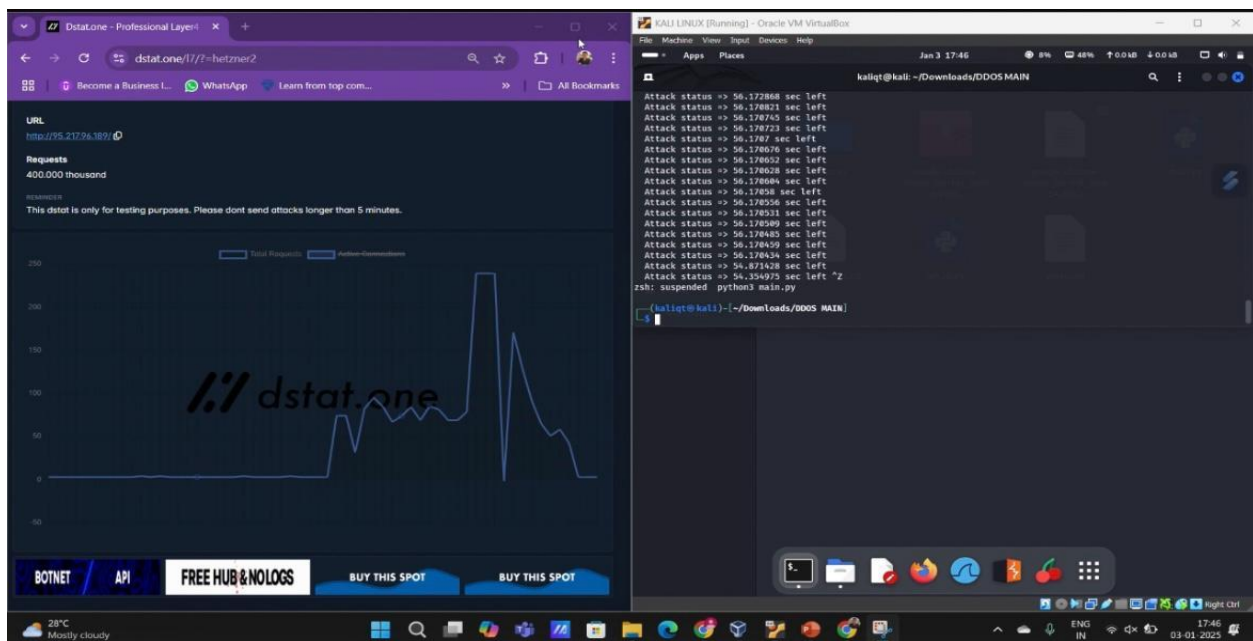 Dstat.one - Professional Layer4
dstat.one/l7/?=hetzner2
Become a Business I...
WhatsApp
Learn from top com...
»
All Bookmarks
URL
http://95.217.96.189/
Requests
400.000 thousand
REMINDER
This dstat is only for testing purposes. Please dont send attacks longer than 5 minutes.
Total Requests
Active Connections
250
200
150
100
50
0
-50
dstat.one
BOTNET / API
FREE HUB & NOLOGS
BUY THIS SPOT
BUY THIS SPOT
KALI LINUX [Running] - Oracle VM VirtualBox
File Machine View Input Devices Help
Apps Places
Jan 3 17:46
8% 48% ↑0.0 kB ↓0.0 kB
kaliqt@kali: ~/Downloads/DDOS MAIN
Attack status => 56.172868 sec left
Attack status => 56.170821 sec left
Attack status => 56.170745 sec left
Attack status => 56.170723 sec left
Attack status => 56.1707 sec left
Attack status => 56.170676 sec left
Attack status => 56.170652 sec left
Attack status => 56.170628 sec left
Attack status => 56.170604 sec left
Attack status => 56.17058 sec left
Attack status => 56.170556 sec left
Attack status => 56.170531 sec left
Attack status => 56.170509 sec left
Attack status => 56.170485 sec left
Attack status => 56.170459 sec left
Attack status => 56.170434 sec left
Attack status => 54.871428 sec left
Attack status => 54.354975 sec left ^Z
zsh: suspended  python3 main.py
(kaliqt㉿kali)-[~/Downloads/DDOS MAIN]
$
Right Ctrl
28°C
Mostly cloudy
ENG
IN
17:46
03-01-2025